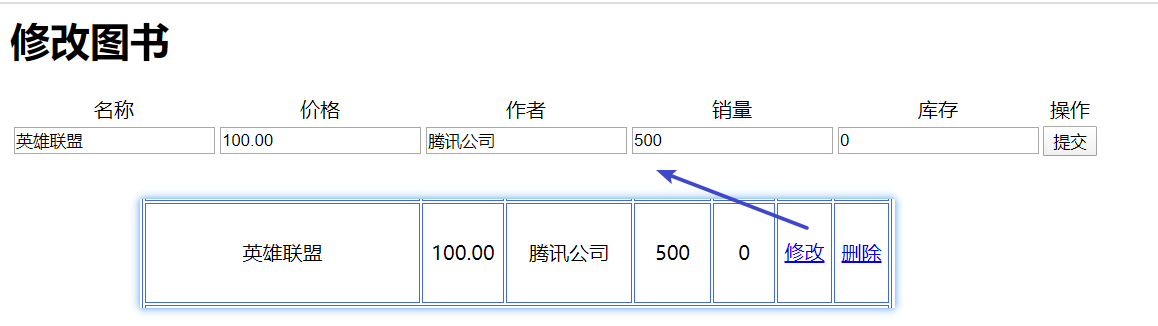 修改图书
名称 价格 作者 销量 库存 操作
英雄联盟 100.00 腾讯公司 500 0 提交
英雄联盟 100.00 腾讯公司 500 0 修改 删除